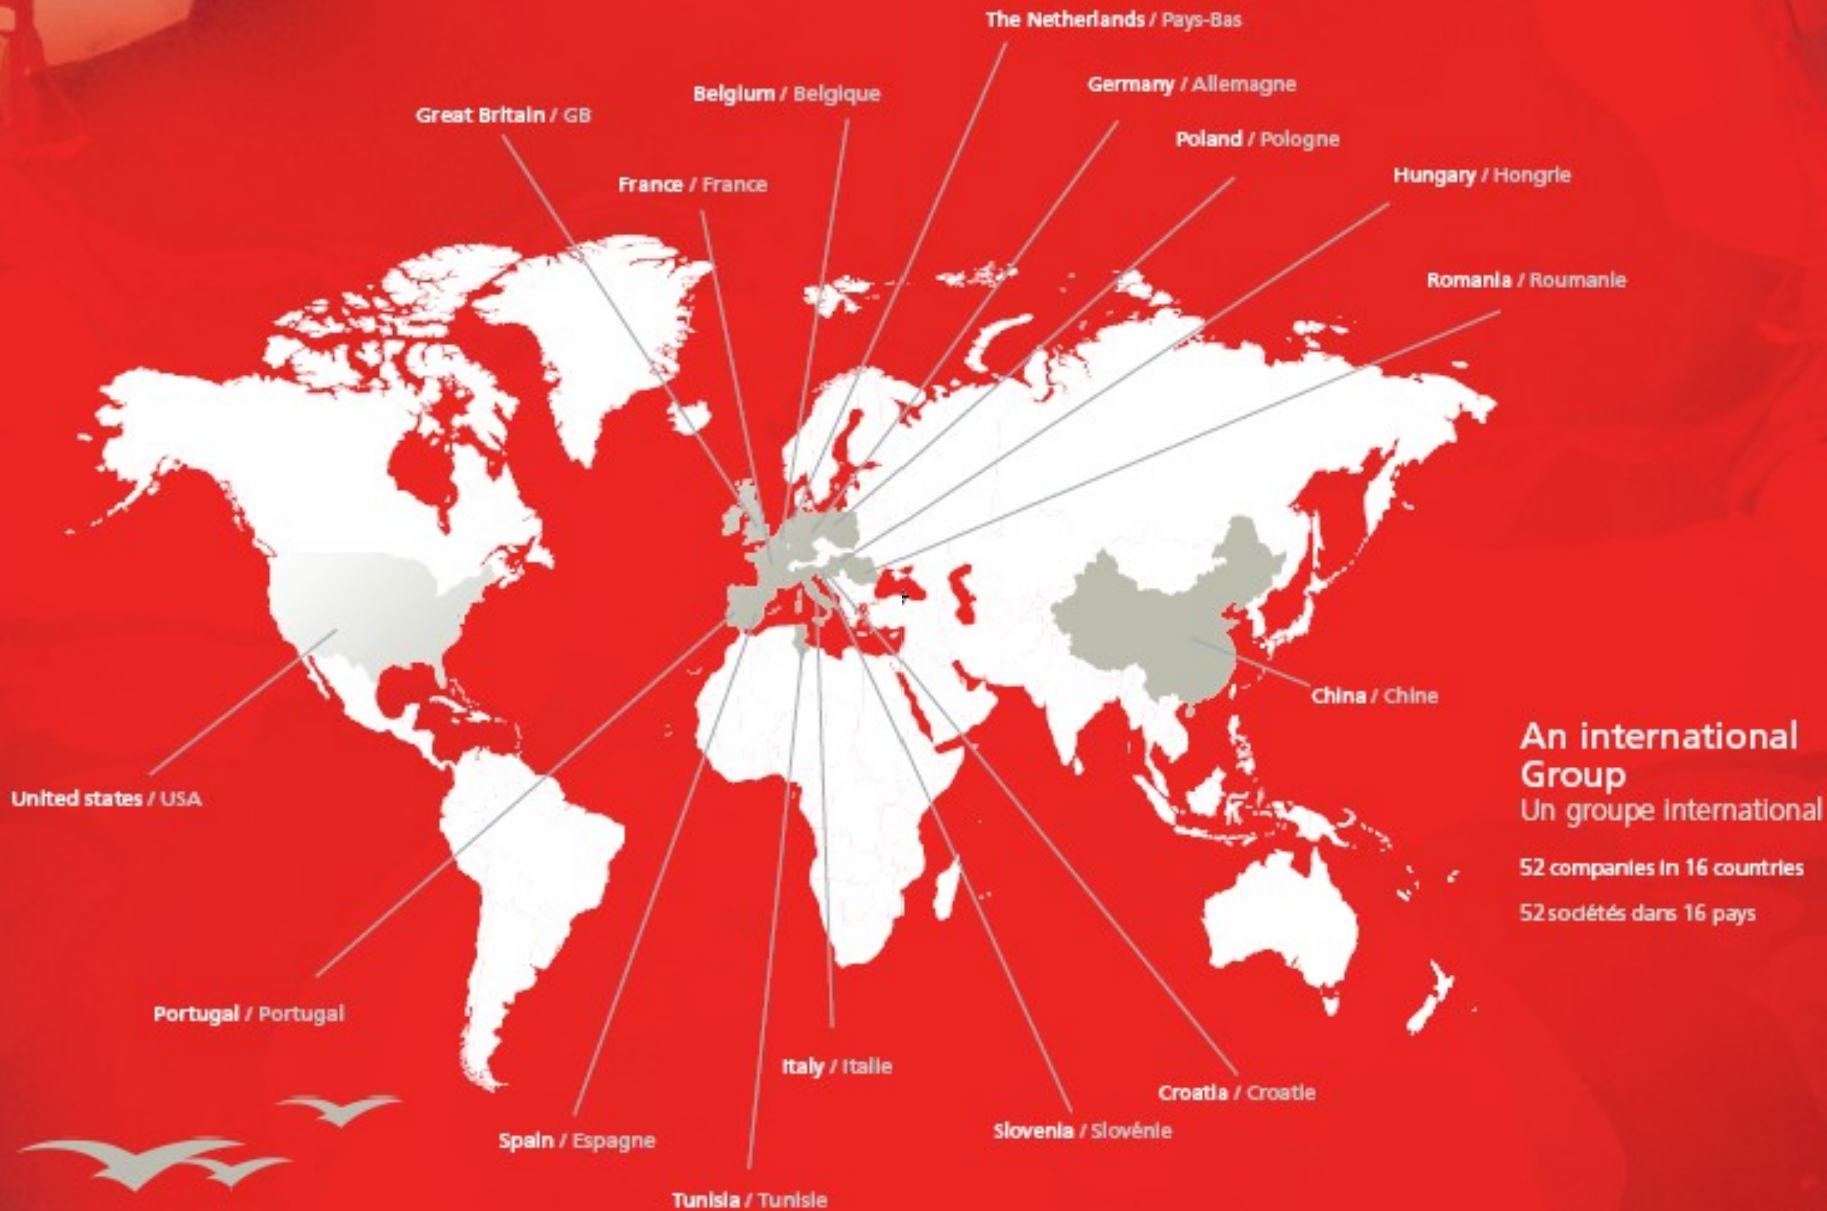 The Netherlands / Pays-Bas
Germany / Allemagne
Belgium / Belgique
Great Britain / GB
Poland / Pologne
Hungary / Hongrie
France / France
Romania / Roumanie
China / Chine
An international
Group
Un groupe international
United states / USA
52 companies in 16 countries
52 sociétés dans 16 pays
Portugal / Portugal
Italy / Italie
Croatia / Croatie
Slovenia / Slovénie
Spain / Espagne
Tunisia / Tunisie